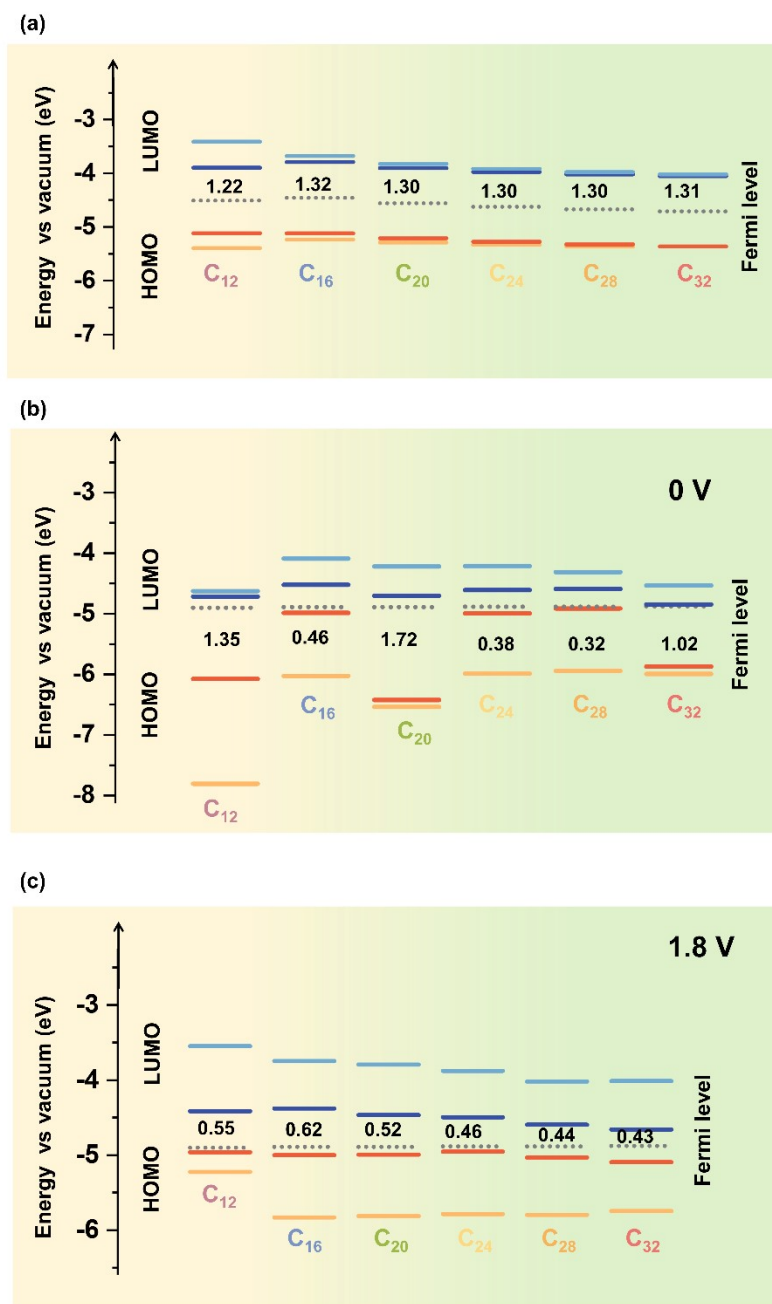 (a)
Energy vs vacuum (eV)
-3
-4
-5
-6
-7
LUMO
HOMO
1.22
1.32
1.30
1.30
1.30
1.31
C12
C16
C20
C24
C28
C32
Fermi level
(b)
Energy vs vacuum (eV)
-3
-4
-5
-6
-7
-8
LUMO
HOMO
0 V
1.35
0.46
1.72
0.38
0.32
1.02
C12
C16
C20
C24
C28
C32
Fermi level
(c)
Energy vs vacuum (eV)
-3
-4
-5
-6
LUMO
HOMO
1.8 V
0.55
0.62
0.52
0.46
0.44
0.43
C12
C16
C20
C24
C28
C32
Fermi level